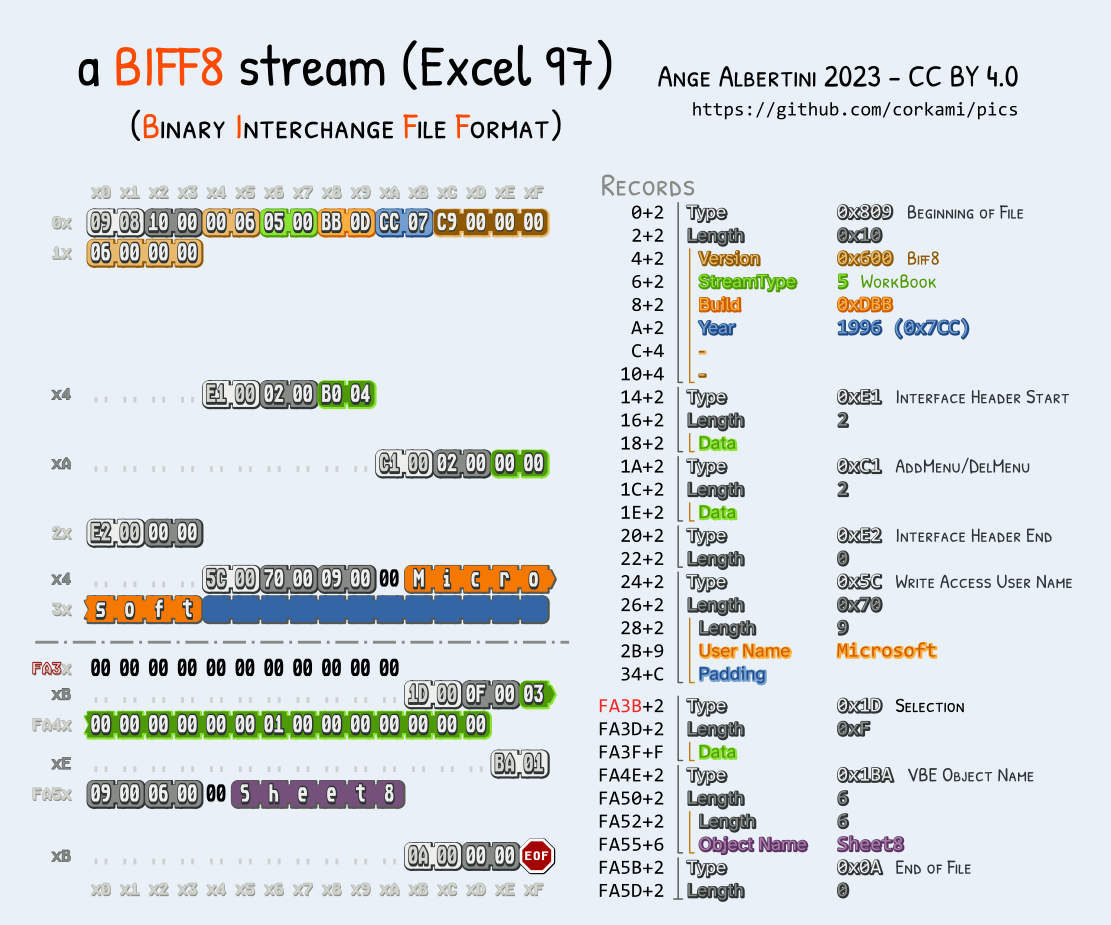 a BIFF8 stream (Excel 97)
(Binary Interchange File Format)
Ange Albertini 2023 - CC BY 4.0
https://github.com/corkami/pics
x0 x1 x2 x3 x4 x5 x6 x7 x8 x9 xA xB xC xD xE xF
0x 09 08 10 00 00 06 05 00 BB 0D CC 07 C9 00 00 00
1x 06 00 00 00
x4 .. .. .. .. E1 00 02 00 B0 04
xA .. .. .. .. .. .. .. .. .. .. C1 00 02 00 00 00
2x E2 00 00 00
x4 .. .. .. .. 5C 00 70 00 09 00 00 M i c r o
3x s o f t
FA3x 00 00 00 00 00 00 00 00 00 00 00
xB .. .. .. .. .. .. .. .. .. .. .. 1D 00 0F 00 03
FA4x 00 00 00 00 00 00 01 00 00 00 00 00 00 00
xE .. .. .. .. .. .. .. .. .. .. .. .. .. .. BA 01
FA5x 09 00 06 00 00 S h e e t 8
xB .. .. .. .. .. .. .. .. .. .. .. 0A 00 00 00 EOF
x0 x1 x2 x3 x4 x5 x6 x7 x8 x9 xA xB xC xD xE xF
Records
0+2 Type 0x809 Beginning of File
2+2 Length 0x10
4+2 Version 0x600 Biff8
6+2 StreamType 5 WorkBook
8+2 Build 0xDBB
A+2 Year 1996 (0x7CC)
C+4 -
10+4 -
14+2 Type 0xE1 Interface Header Start
16+2 Length 2
18+2 Data
1A+2 Type 0xC1 AddMenu/DelMenu
1C+2 Length 2
1E+2 Data
20+2 Type 0xE2 Interface Header End
22+2 Length 0
24+2 Type 0x5C Write Access User Name
26+2 Length 0x70
28+2 Length 9
2B+9 User Name Microsoft
34+C Padding
FA3B+2 Type 0x1D Selection
FA3D+2 Length 0xF
FA3F+F Data
FA4E+2 Type 0x1BA VBE Object Name
FA50+2 Length 6
FA52+2 Length 6
FA55+6 Object Name Sheet8
FA5B+2 Type 0x0A End of File
FA5D+2 Length 0